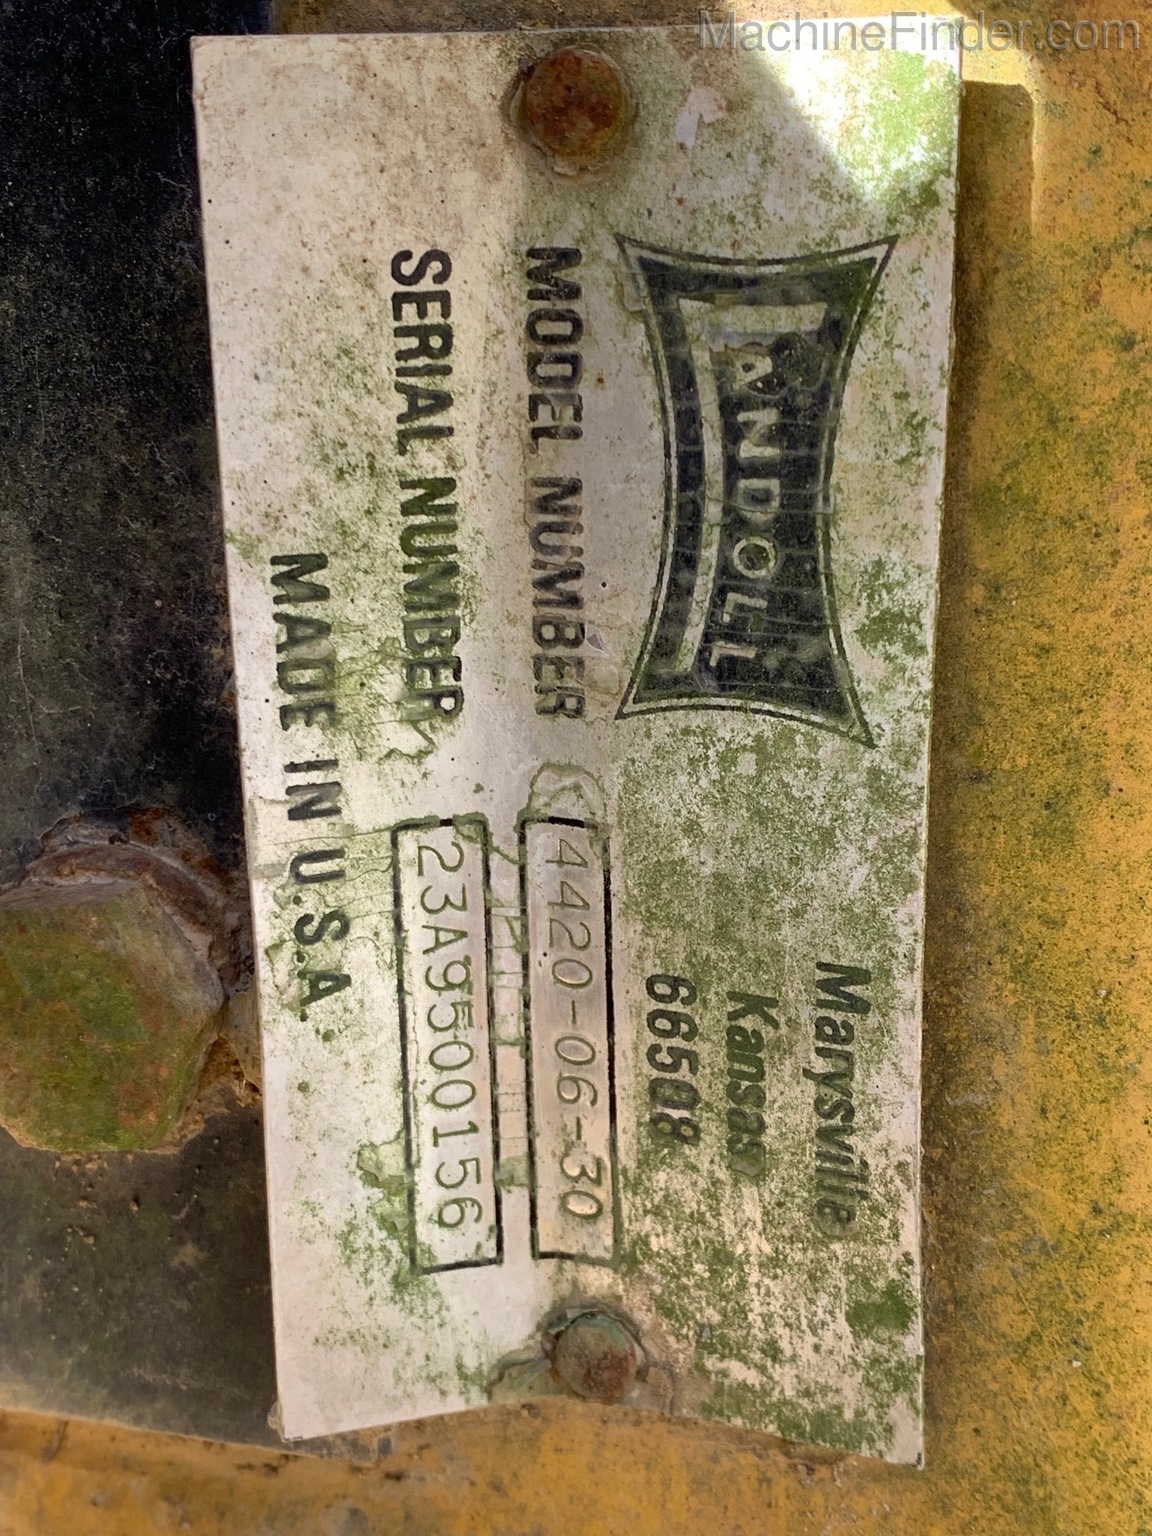 MachineFinder.com
LANDOLL
Marysville
Kansas
66508
MODEL NUMBER 4420-06-30
SERIAL NUMBER 23A9500156
MADE IN U.S.A.